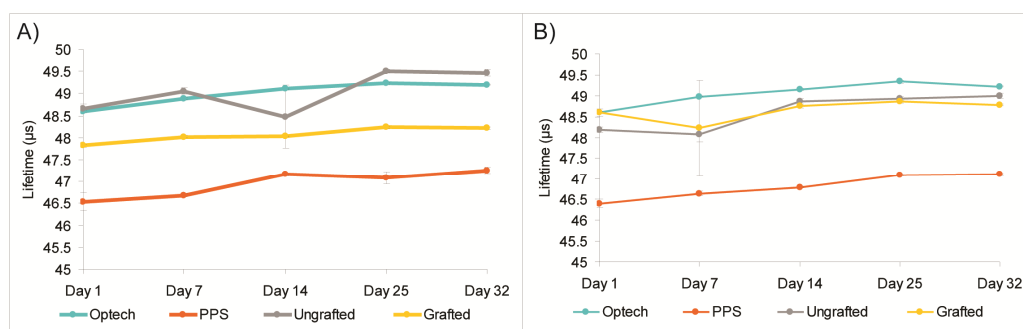 A)
50
49.5
49
48.5
48
47.5
47
46.5
46
45.5
45
Lifetime (µs)
Day 1 Day 7 Day 14 Day 25 Day 32
Optech PPS Ungrafted Grafted
B)
50
49.5
49
48.5
48
47.5
47
46.5
46
45.5
45
Lifetime (µs)
Day 1 Day 7 Day 14 Day 25 Day 32
Optech PPS Ungrafted Grafted